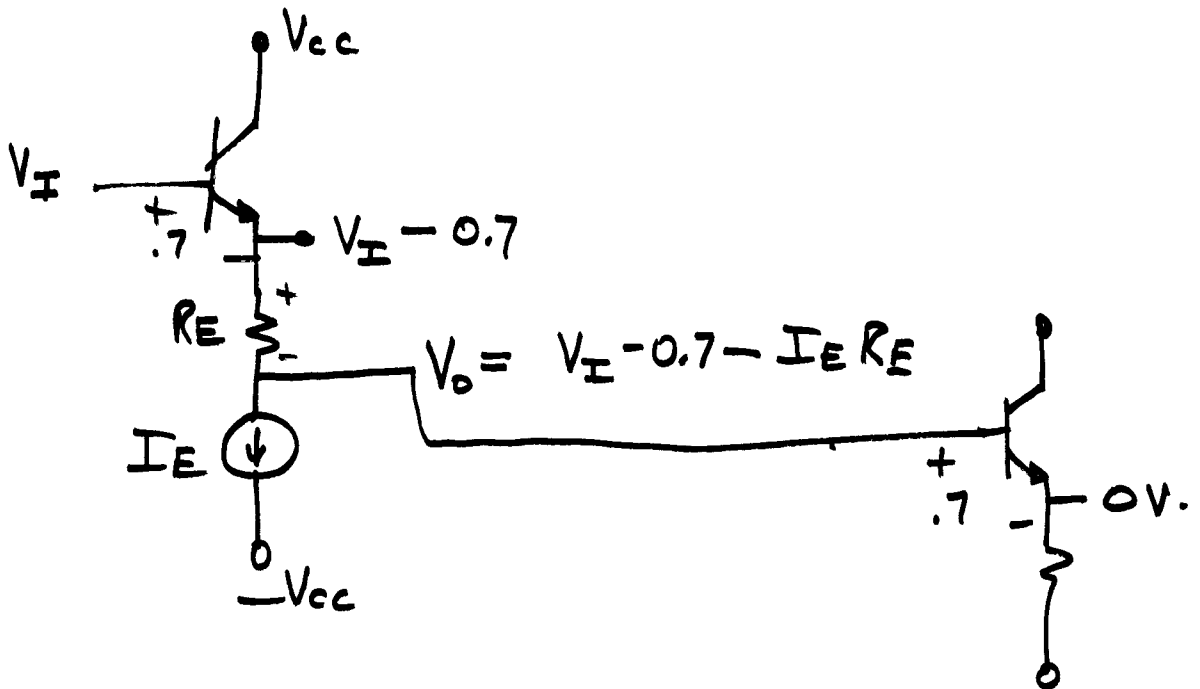 Vcc
VI
+
.7
−
VI − 0.7
+
RE
-
Vo = VI - 0.7 - IE RE
IE
+
.7
-
0V.
−Vcc